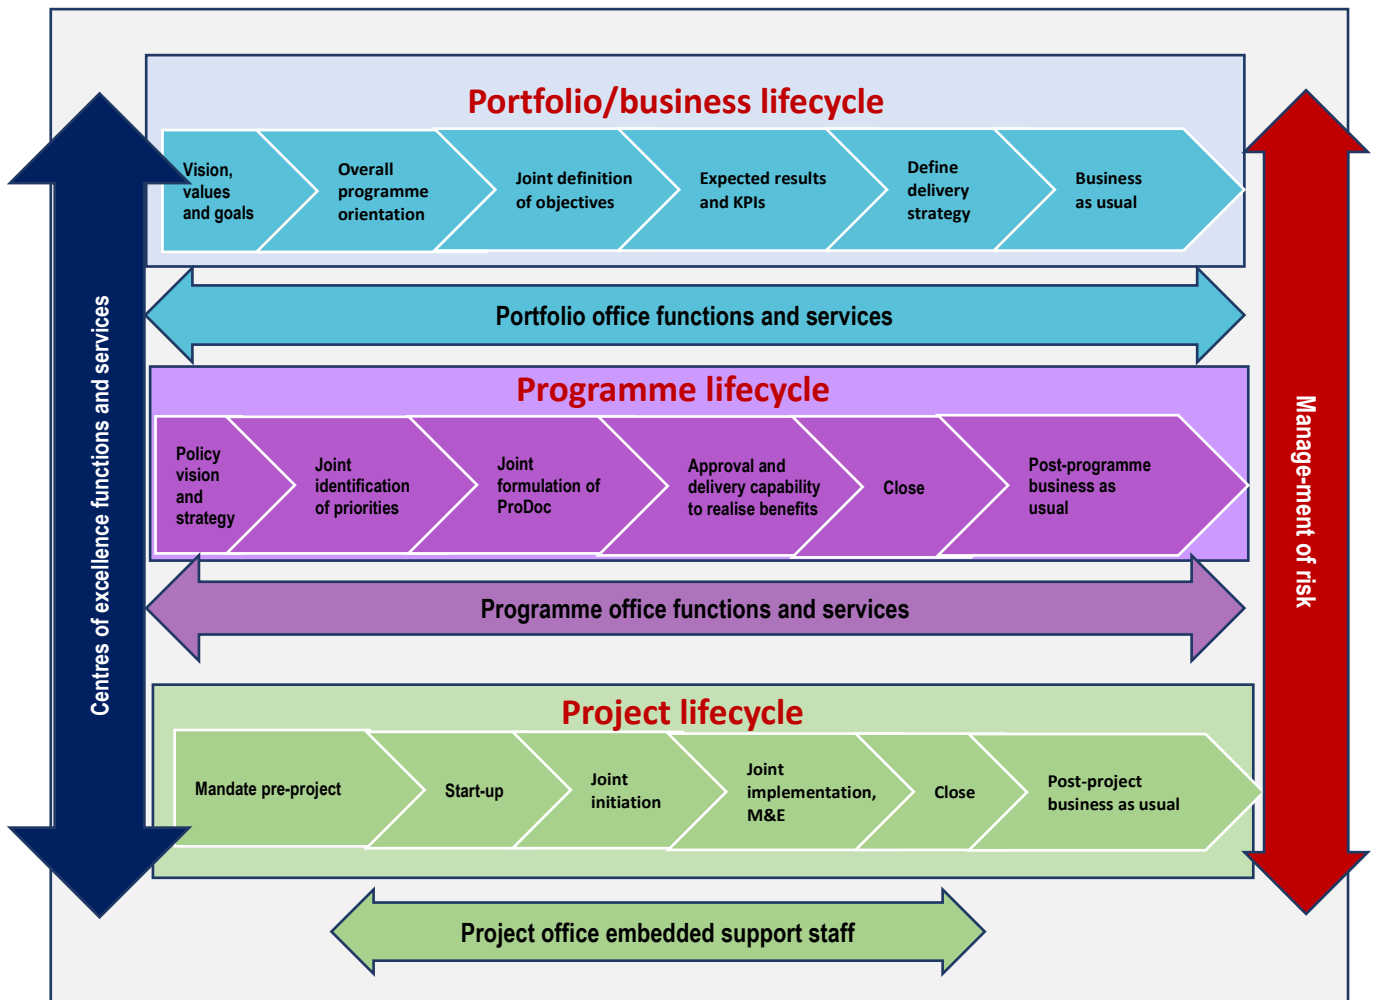 Portfolio/business lifecycle
Vision,
values
and goals
Overall
programme
orientation
Joint definition
of objectives
Expected results
and KPIs
Define
delivery
strategy
Business
as usual
Portfolio office functions and services
Centres of excellence functions and services
Manage-ment of risk
Programme lifecycle
Policy
vision
and
strategy
Joint
identification
of priorities
Joint
formulation of
ProDoc
Approval and
delivery capability
to realise benefits
Close
Post-programme
business as
usual
Programme office functions and services
Project lifecycle
Mandate pre-project
Start-up
Joint
initiation
Joint
implementation,
M&E
Close
Post-project
business as usual
Project office embedded support staff